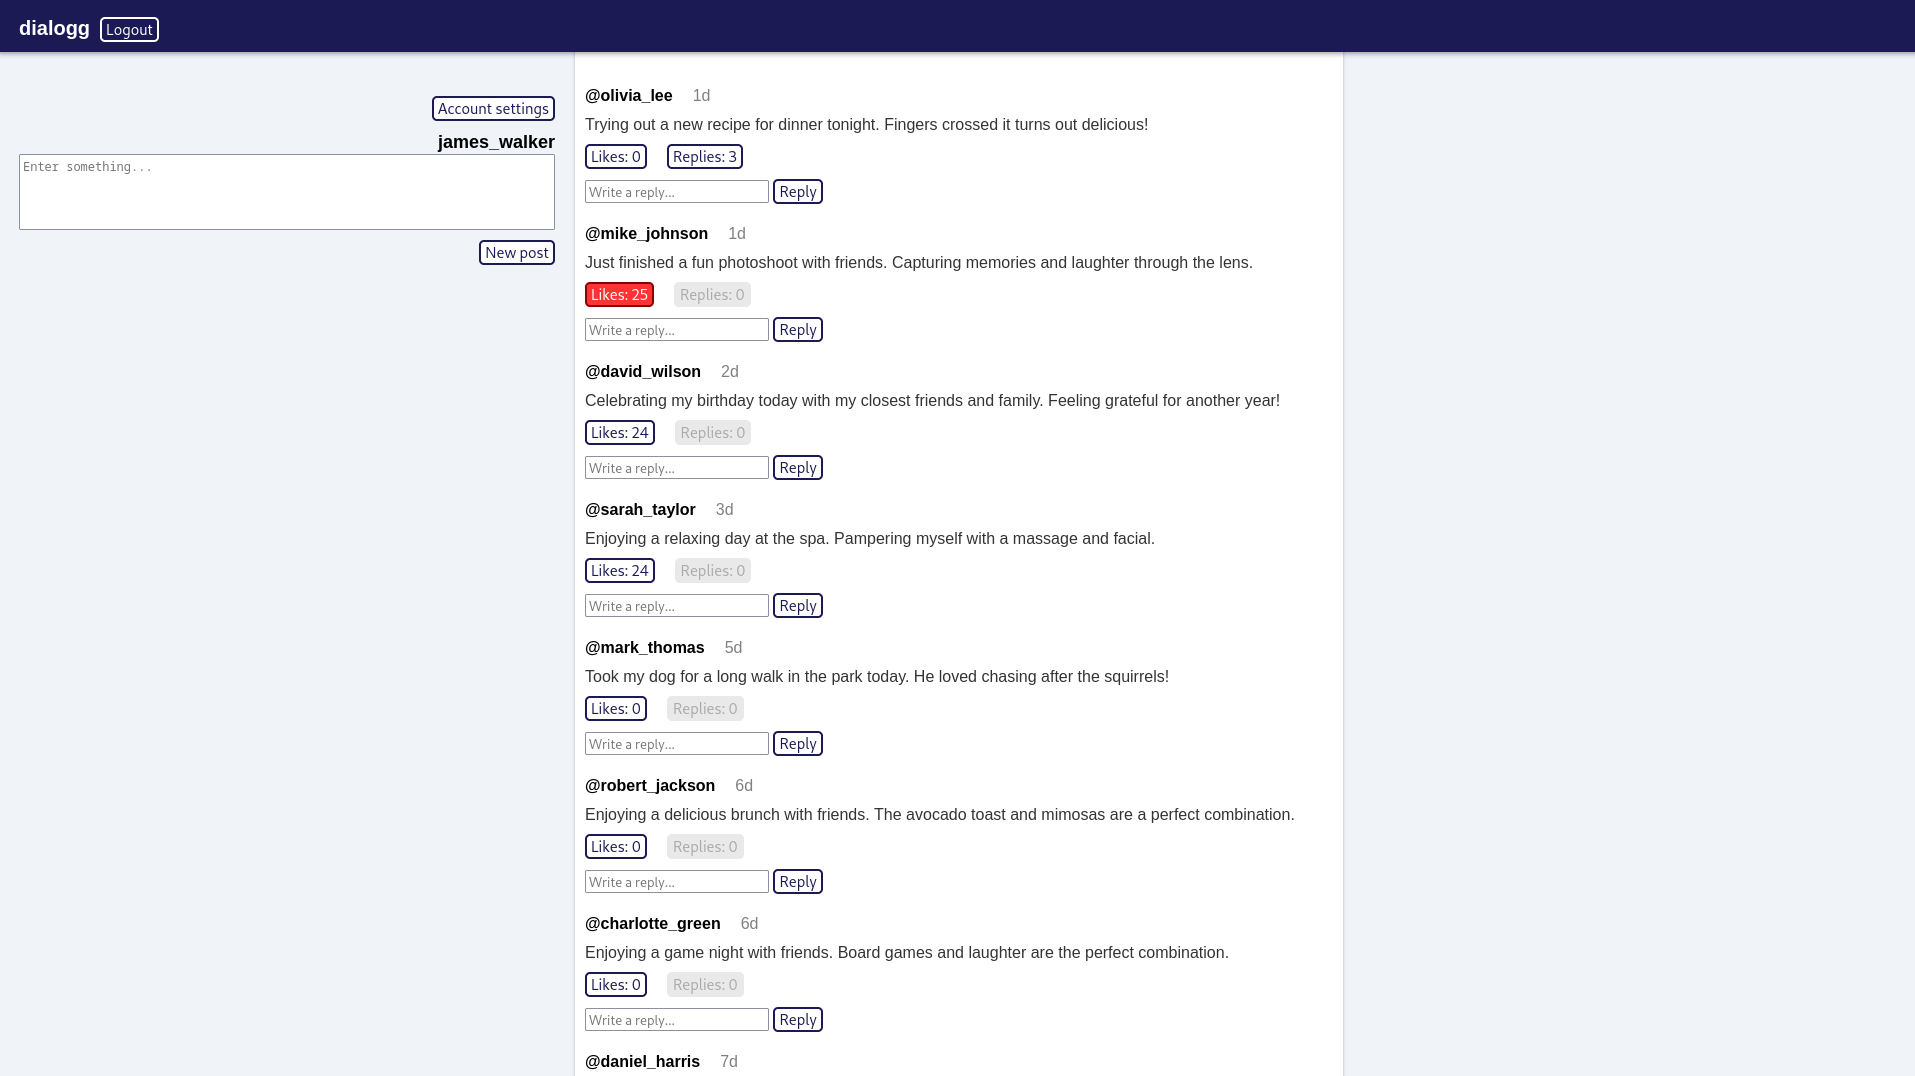 dialogg Logout
Account settings
james_walker
Enter something...
New post
@olivia_lee 1d
Trying out a new recipe for dinner tonight. Fingers crossed it turns out delicious!
Likes: 0 Replies: 3
Write a reply... Reply
@mike_johnson 1d
Just finished a fun photoshoot with friends. Capturing memories and laughter through the lens.
Likes: 25 Replies: 0
Write a reply... Reply
@david_wilson 2d
Celebrating my birthday today with my closest friends and family. Feeling grateful for another year!
Likes: 24 Replies: 0
Write a reply... Reply
@sarah_taylor 3d
Enjoying a relaxing day at the spa. Pampering myself with a massage and facial.
Likes: 24 Replies: 0
Write a reply... Reply
@mark_thomas 5d
Took my dog for a long walk in the park today. He loved chasing after the squirrels!
Likes: 0 Replies: 0
Write a reply... Reply
@robert_jackson 6d
Enjoying a delicious brunch with friends. The avocado toast and mimosas are a perfect combination.
Likes: 0 Replies: 0
Write a reply... Reply
@charlotte_green 6d
Enjoying a game night with friends. Board games and laughter are the perfect combination.
Likes: 0 Replies: 0
Write a reply... Reply
@daniel_harris 7d